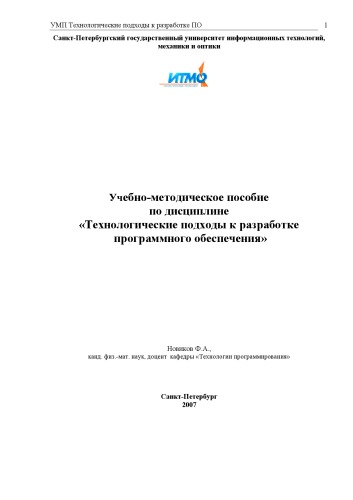 УМП Технологические подходы к разработке ПО 1
Санкт-Петербургский государственный университет информационных технологий,
механики и оптики
ИТМО
Учебно-методическое пособие
по дисциплине
«Технологические подходы к разработке
программного обеспечения»
Новиков Ф.А.,
канд. физ.-мат. наук, доцент кафедры «Технологии программирования»
Санкт-Петербург
2007